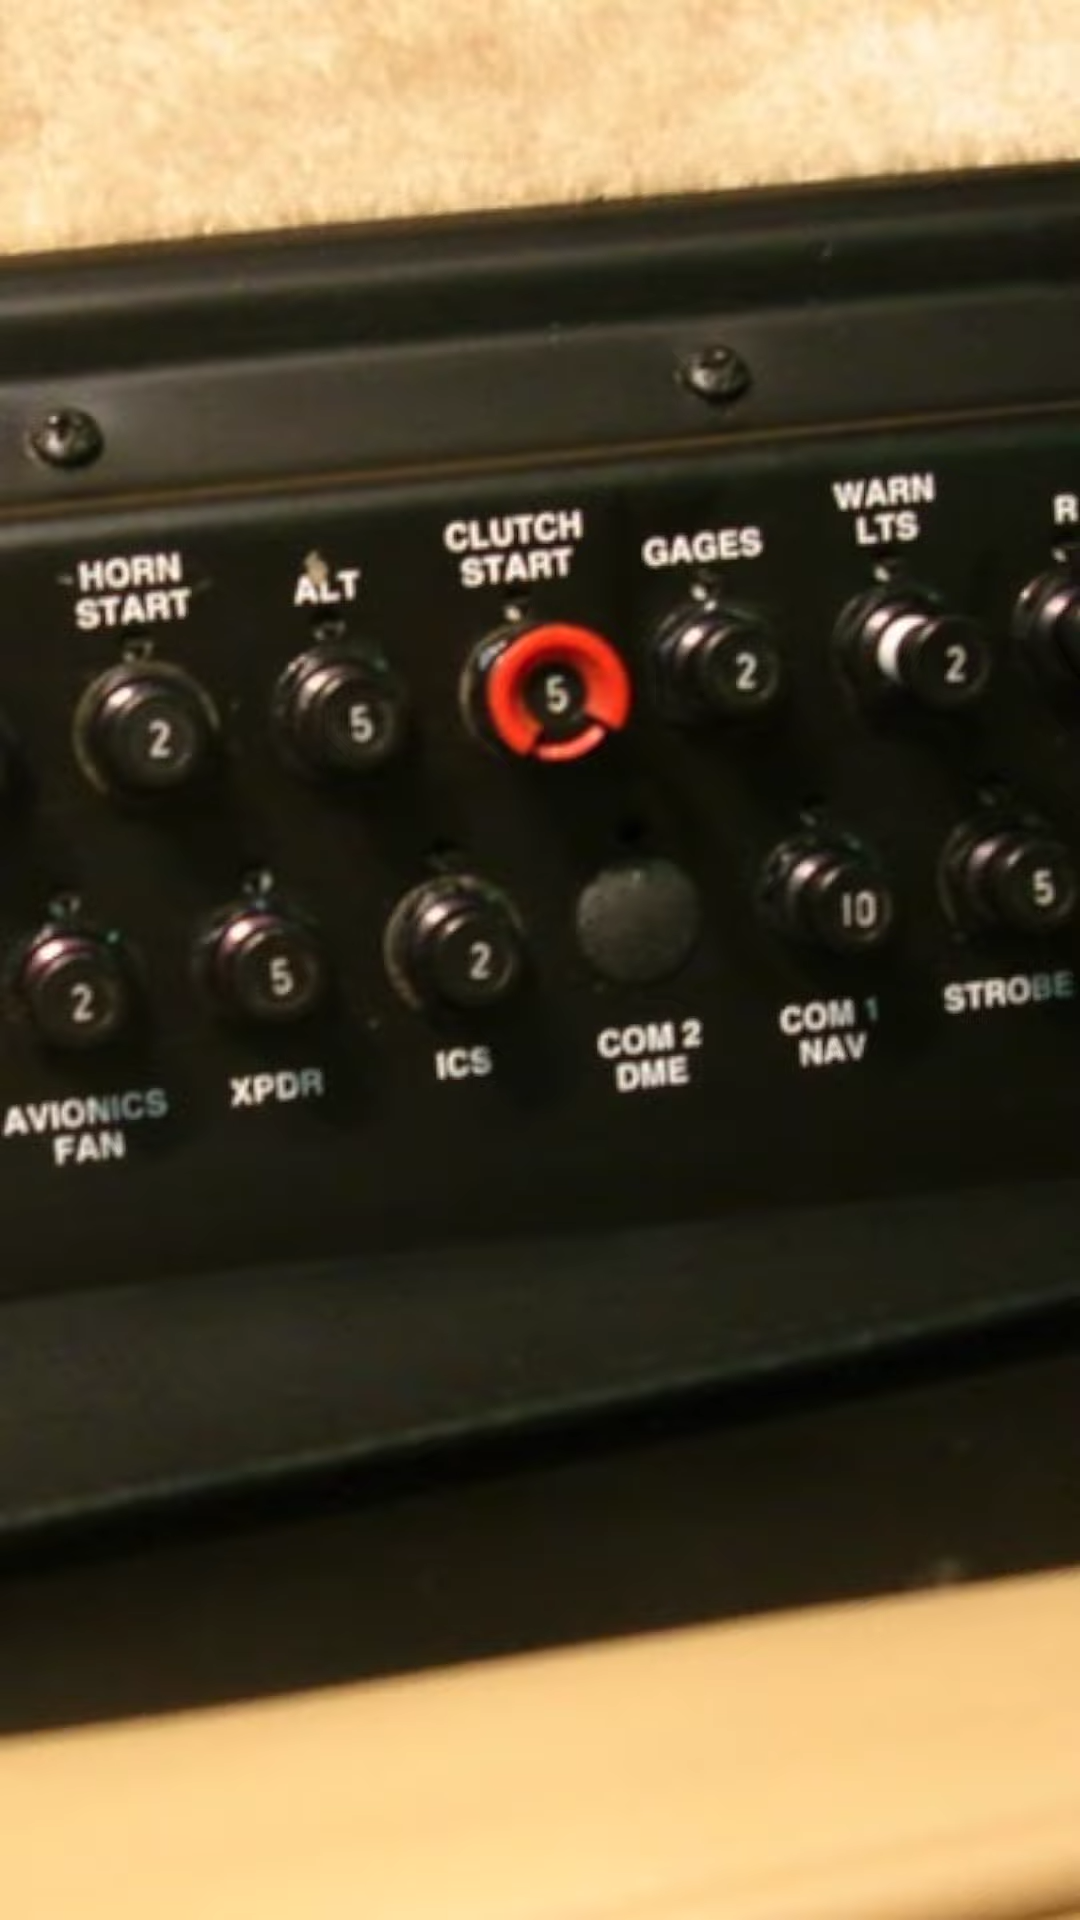 HORN
START
ALT
CLUTCH
START
GAGES
WARN
LTS
R
2
5
5
2
2
2
5
2
10
5
AVIONICS
FAN
XPDR
ICS
COM 2
DME
COM 1
NAV
STROBE